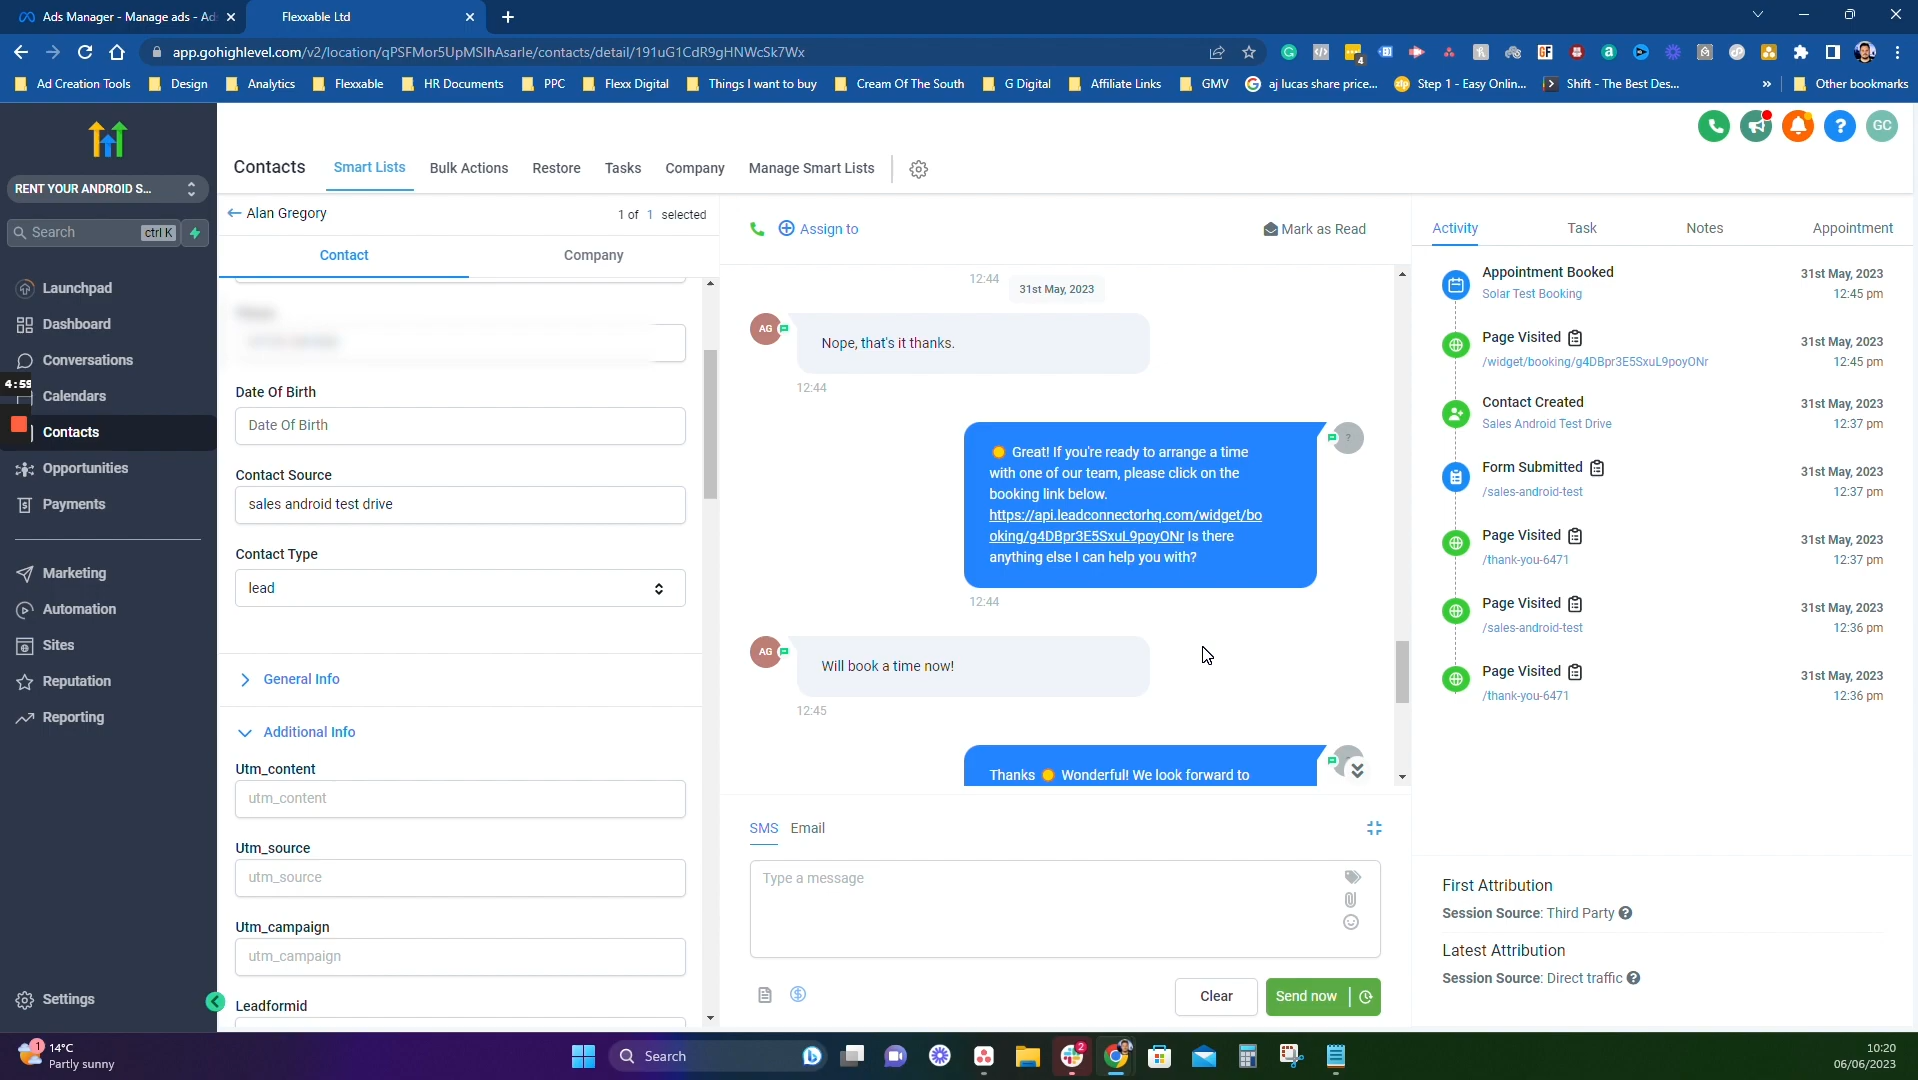 Ads Manager - Manage ads - Ad
Flexxable Ltd
app.gohighlevel.com/v2/location/qPSFMor5UpMSIhAsarle/contacts/detail/191uG1CdR9gHNWcSk7Wx
4
Ad Creation Tools
Design
Analytics
Flexxable
HR Documents
PPC
Flexx Digital
Things I want to buy
Cream Of The South
G Digital
Affiliate Links
GMV
aj lucas share price...
Step 1 - Easy Onlin...
Shift - The Best Des...
»
Other bookmarks
GC
RENT YOUR ANDROID S...
Search
ctrl K
Launchpad
Dashboard
Conversations
4:59
Calendars
Contacts
Opportunities
Payments
Marketing
Automation
Sites
Reputation
Reporting
Settings
Contacts
Smart Lists
Bulk Actions
Restore
Tasks
Company
Manage Smart Lists
Alan Gregory
1 of 1 selected
Contact
Company
Date Of Birth
Date Of Birth
Contact Source
sales android test drive
Contact Type
lead
General Info
Additional Info
Utm_content
utm_content
Utm_source
utm_source
Utm_campaign
utm_campaign
Leadformid
Assign to
Mark as Read
12:44
31st May, 2023
AG
Nope, that's it thanks.
12:44
?
Great! If you're ready to arrange a time
with one of our team, please click on the
booking link below.
https://api.leadconnectorhq.com/widget/bo
oking/g4DBpr3E5SxuL9poyONr Is there
anything else I can help you with?
12:44
AG
Will book a time now!
12:45
Thanks Wonderful! We look forward to
SMS
Email
Type a message
Clear
Send now
Activity
Task
Notes
Appointment
Appointment Booked
31st May, 2023
Solar Test Booking
12:45 pm
Page Visited
31st May, 2023
/widget/booking/g4DBpr3E5SxuL9poyONr
12:45 pm
Contact Created
31st May, 2023
Sales Android Test Drive
12:37 pm
Form Submitted
31st May, 2023
/sales-android-test
12:37 pm
Page Visited
31st May, 2023
/thank-you-6471
12:37 pm
Page Visited
31st May, 2023
/sales-android-test
12:36 pm
Page Visited
31st May, 2023
/thank-you-6471
12:36 pm
First Attribution
Session Source: Third Party
Latest Attribution
Session Source: Direct traffic
1
14°C
Partly sunny
Search
2
10:20
06/06/2023